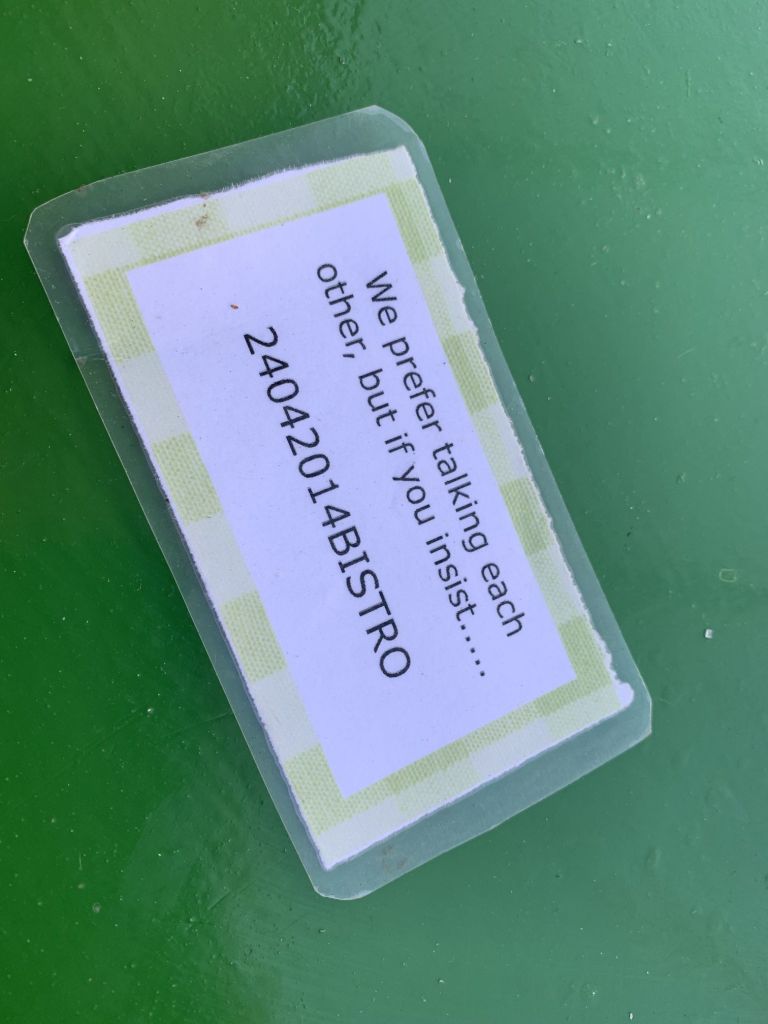 We prefer talking each
other, but if you insist.....
24042014BISTRO